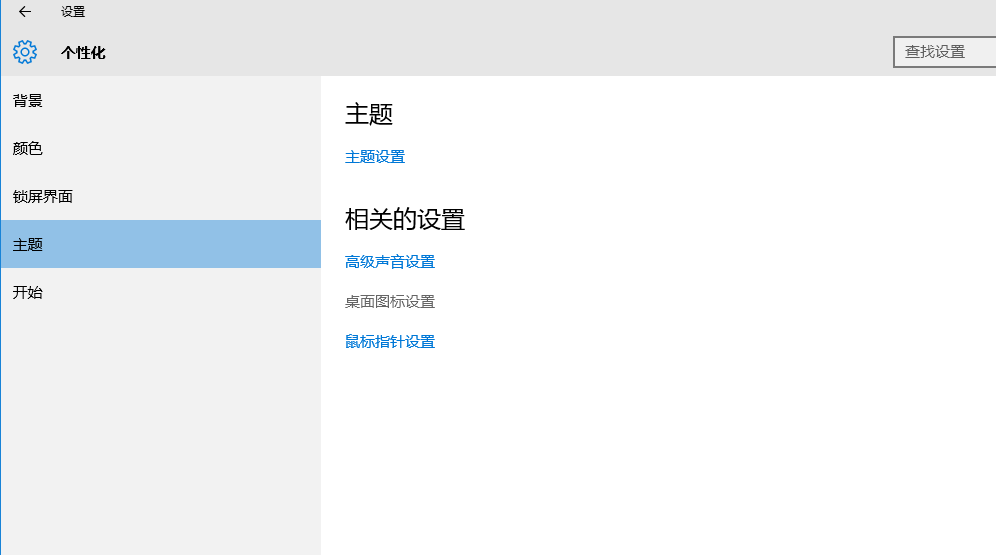 设置
个性化
查找设置
背景
颜色
锁屏界面
主题
开始
主题
主题设置
相关的设置
高级声音设置
桌面图标设置
鼠标指针设置